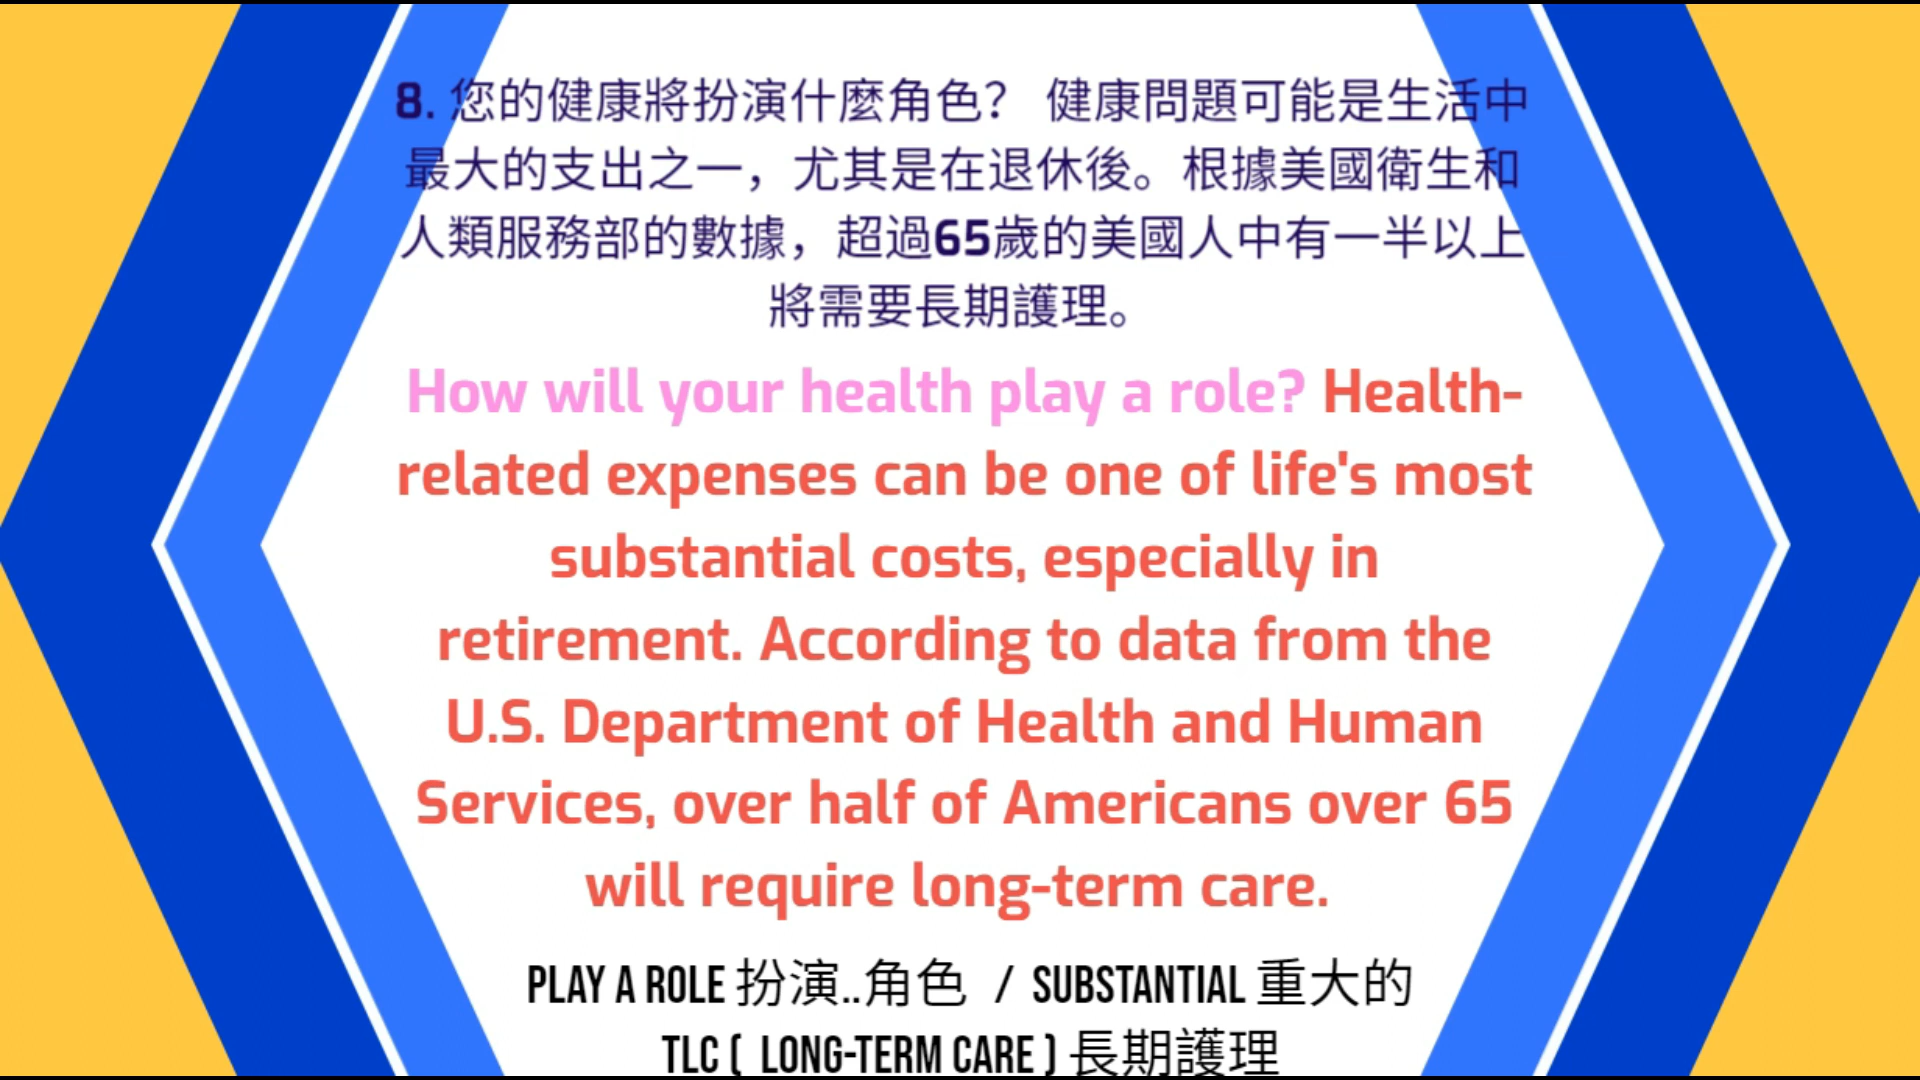 8. 您的健康將扮演什麼角色？ 健康問題可能是生活中
最大的支出之一，尤其是在退休後。根據美國衛生和
人類服務部的數據，超過65歲的美國人中有一半以上
將需要長期護理。
How will your health play a role? Health-
related expenses can be one of life's most
substantial costs, especially in
retirement. According to data from the
U.S. Department of Health and Human
Services, over half of Americans over 65
will require long-term care.
PLAY A ROLE 扮演..角色 / SUBSTANTIAL 重大的
TLC ( LONG-TERM CARE ) 長期護理